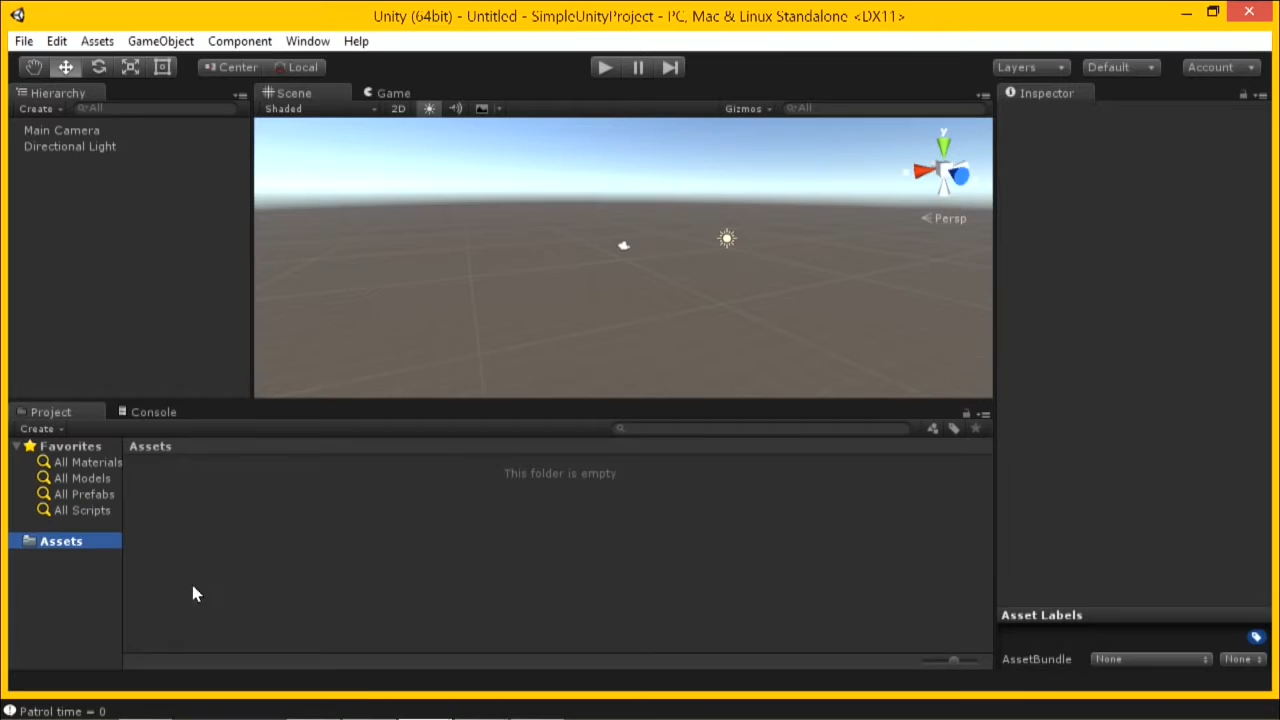 Unity (64bit) - Untitled - SimpleUnityProject - PC, Mac & Linux Standalone <DX11>
File Edit Assets GameObject Component Window Help
Center Local Layers Default Account
Hierarchy
Create All
Main Camera
Directional Light
Scene Game
Shaded 2D Gizmos All
y
Persp
Inspector
Project Console
Create
Favorites
All Materials
All Models
All Prefabs
All Scripts
Assets
Assets
This folder is empty
Asset Labels
AssetBundle None None
Patrol time = 0